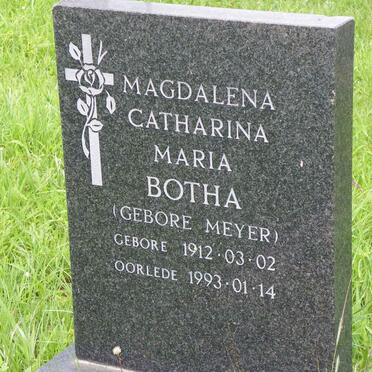 MAGDALENA
CATHARINA
MARIA
BOTHA
(GEBORE MEYER)
GEBORE 1912·03·02
OORLEDE 1993·01·14